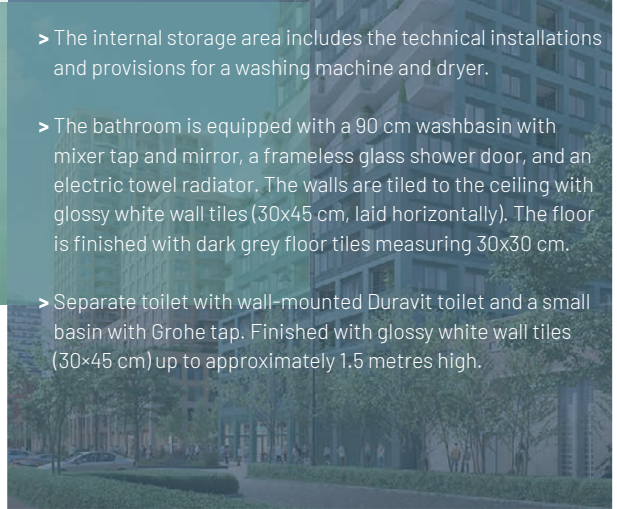 > The internal storage area includes the technical installations
and provisions for a washing machine and dryer.
> The bathroom is equipped with a 90 cm washbasin with
mixer tap and mirror, a frameless glass shower door, and an
electric towel radiator. The walls are tiled to the ceiling with
glossy white wall tiles (30x45 cm, laid horizontally). The floor
is finished with dark grey floor tiles measuring 30x30 cm.
> Separate toilet with wall-mounted Duravit toilet and a small
basin with Grohe tap. Finished with glossy white wall tiles
(30×45 cm) up to approximately 1.5 metres high.